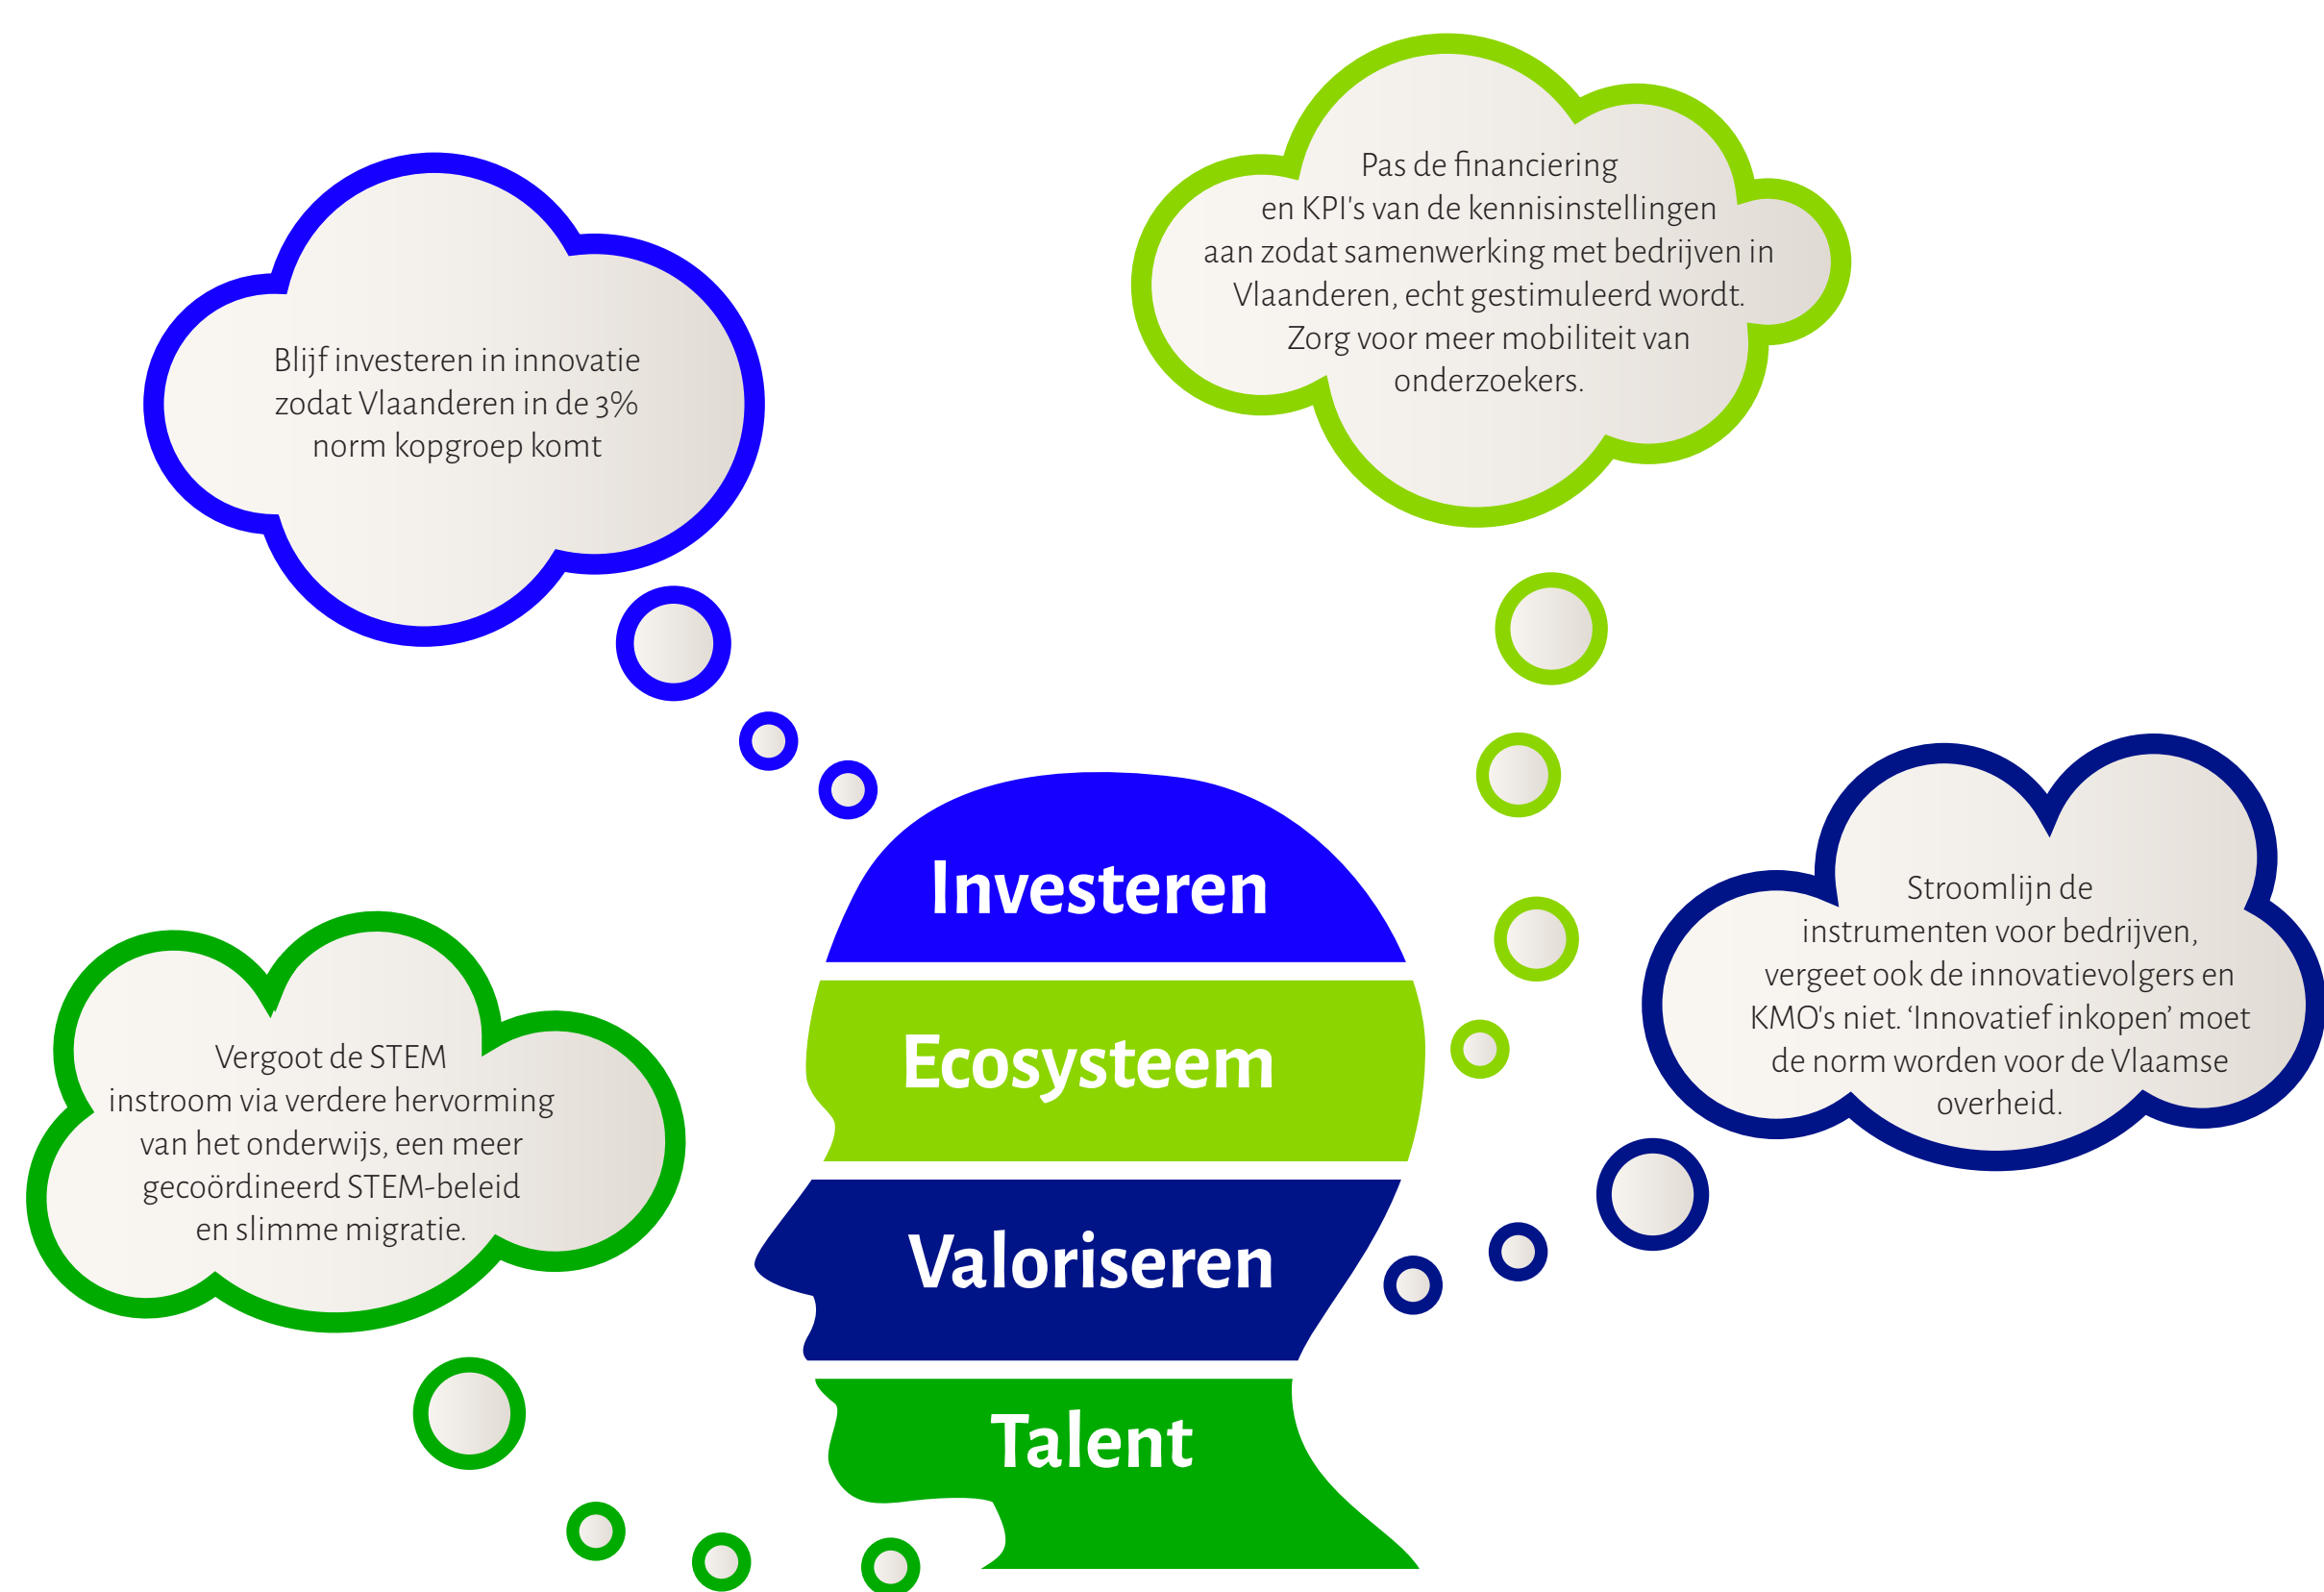 Pas de financiering
en KPI's van de kennisinstellingen
aan zodat samenwerking met bedrijven in
Vlaanderen, echt gestimuleerd wordt.
Zorg voor meer mobiliteit van
onderzoekers.
Blijf investeren in innovatie
zodat Vlaanderen in de 3%
norm kopgroep komt
Investeren
Ecosysteem
Valoriseren
Talent
Stroomlijn de
instrumenten voor bedrijven,
vergeet ook de innovatievolgers en
KMO's niet. ‘Innovatief inkopen’ moet
de norm worden voor de Vlaamse
overheid.
Vergoot de STEM
instroom via verdere hervorming
van het onderwijs, een meer
gecoördineerd STEM-beleid
en slimme migratie.